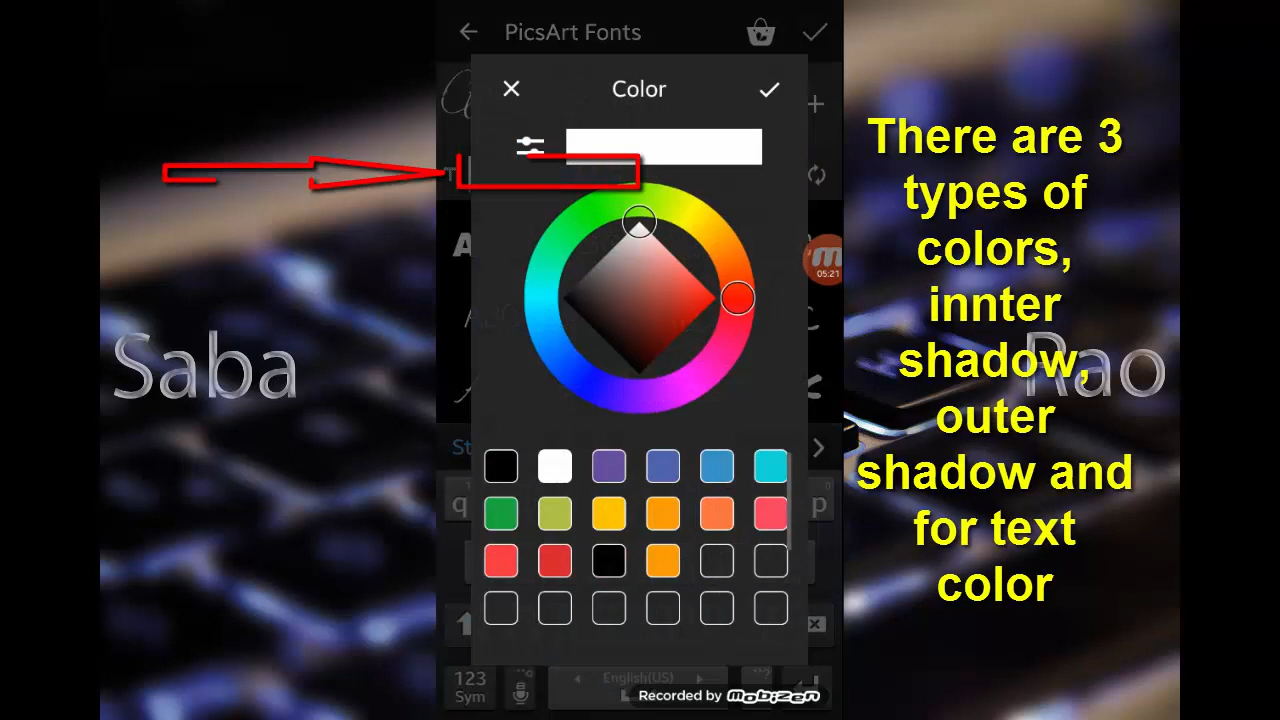 PicsArt Fonts
Color
T
A
05:21
St
q
p
123
Sym
English(US)
Recorded by mobizen
Saba
Rao
There are 3
types of
colors,
innter
shadow,
outer
shadow and
for text
color